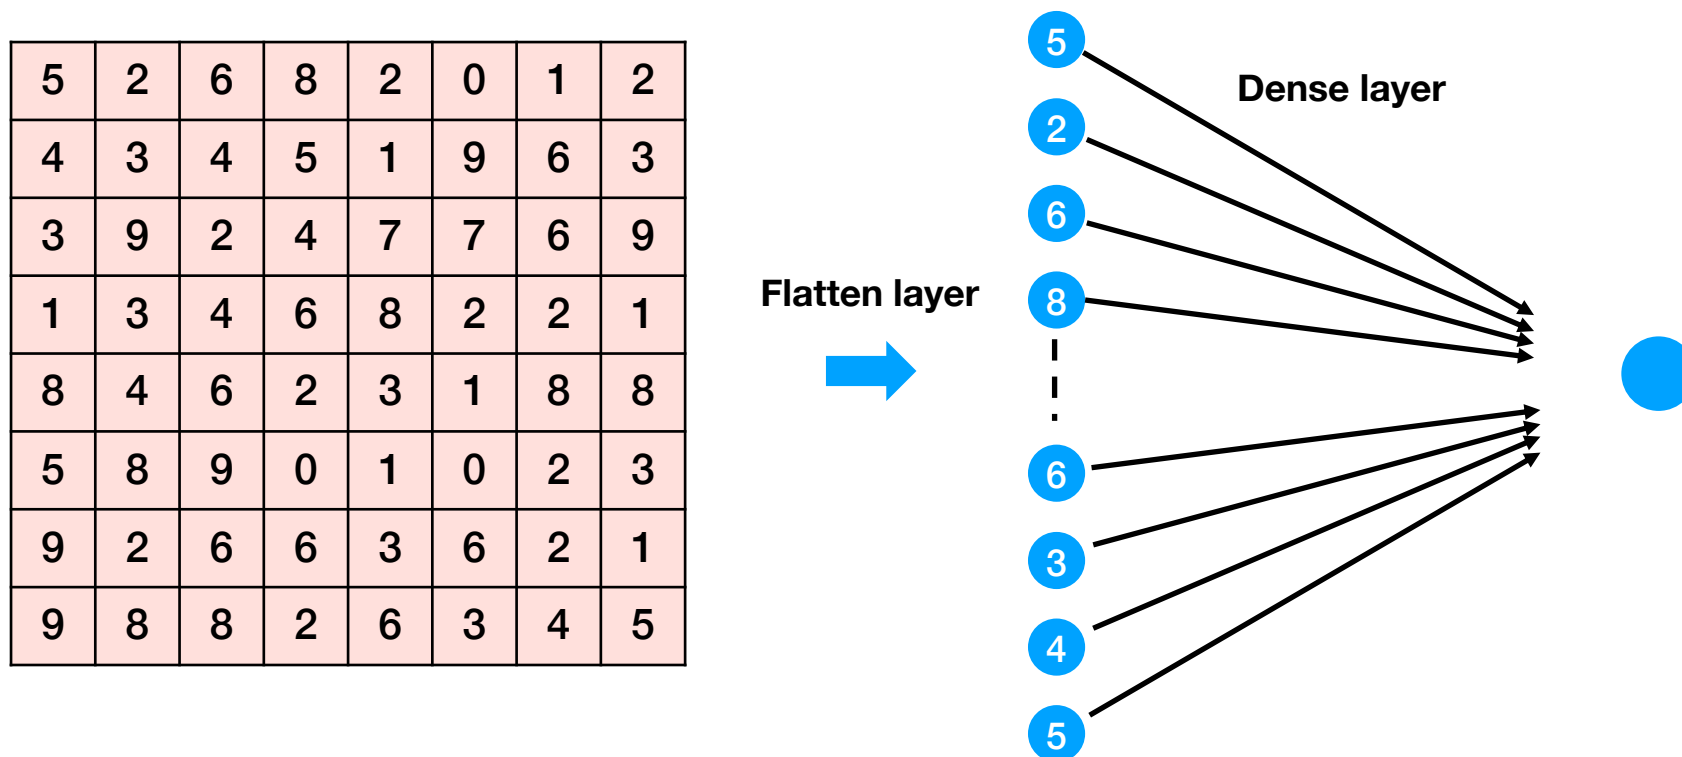 5 2 6 8 2 0 1 2
4 3 4 5 1 9 6 3
3 9 2 4 7 7 6 9
1 3 4 6 8 2 2 1
8 4 6 2 3 1 8 8
5 8 9 0 1 0 2 3
9 2 6 6 3 6 2 1
9 8 8 2 6 3 4 5
Flatten layer
5
2
6
8
6
3
4
5
Dense layer